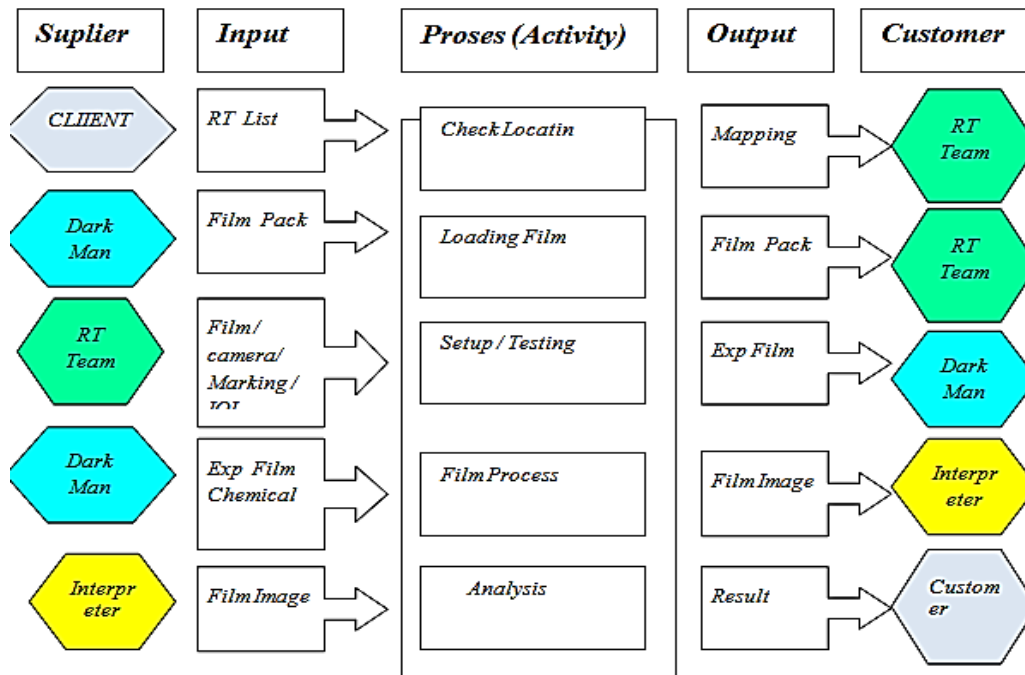 Suplier
Input
Proses (Activity)
Output
Customer
CLIIENT
RT List
Check Locatin
Mapping
RT
Team
Dark
Man
Film Pack
Loading Film
Film Pack
RT
Team
RT
Team
Film/
camera/
Marking /
Setup / Testing
Exp Film
Dark
Man
Dark
Man
Exp Film
Chemical
Film Process
Film Image
Interpreter
Interpr
eter
Film Image
Analysis
Result
Custom
er